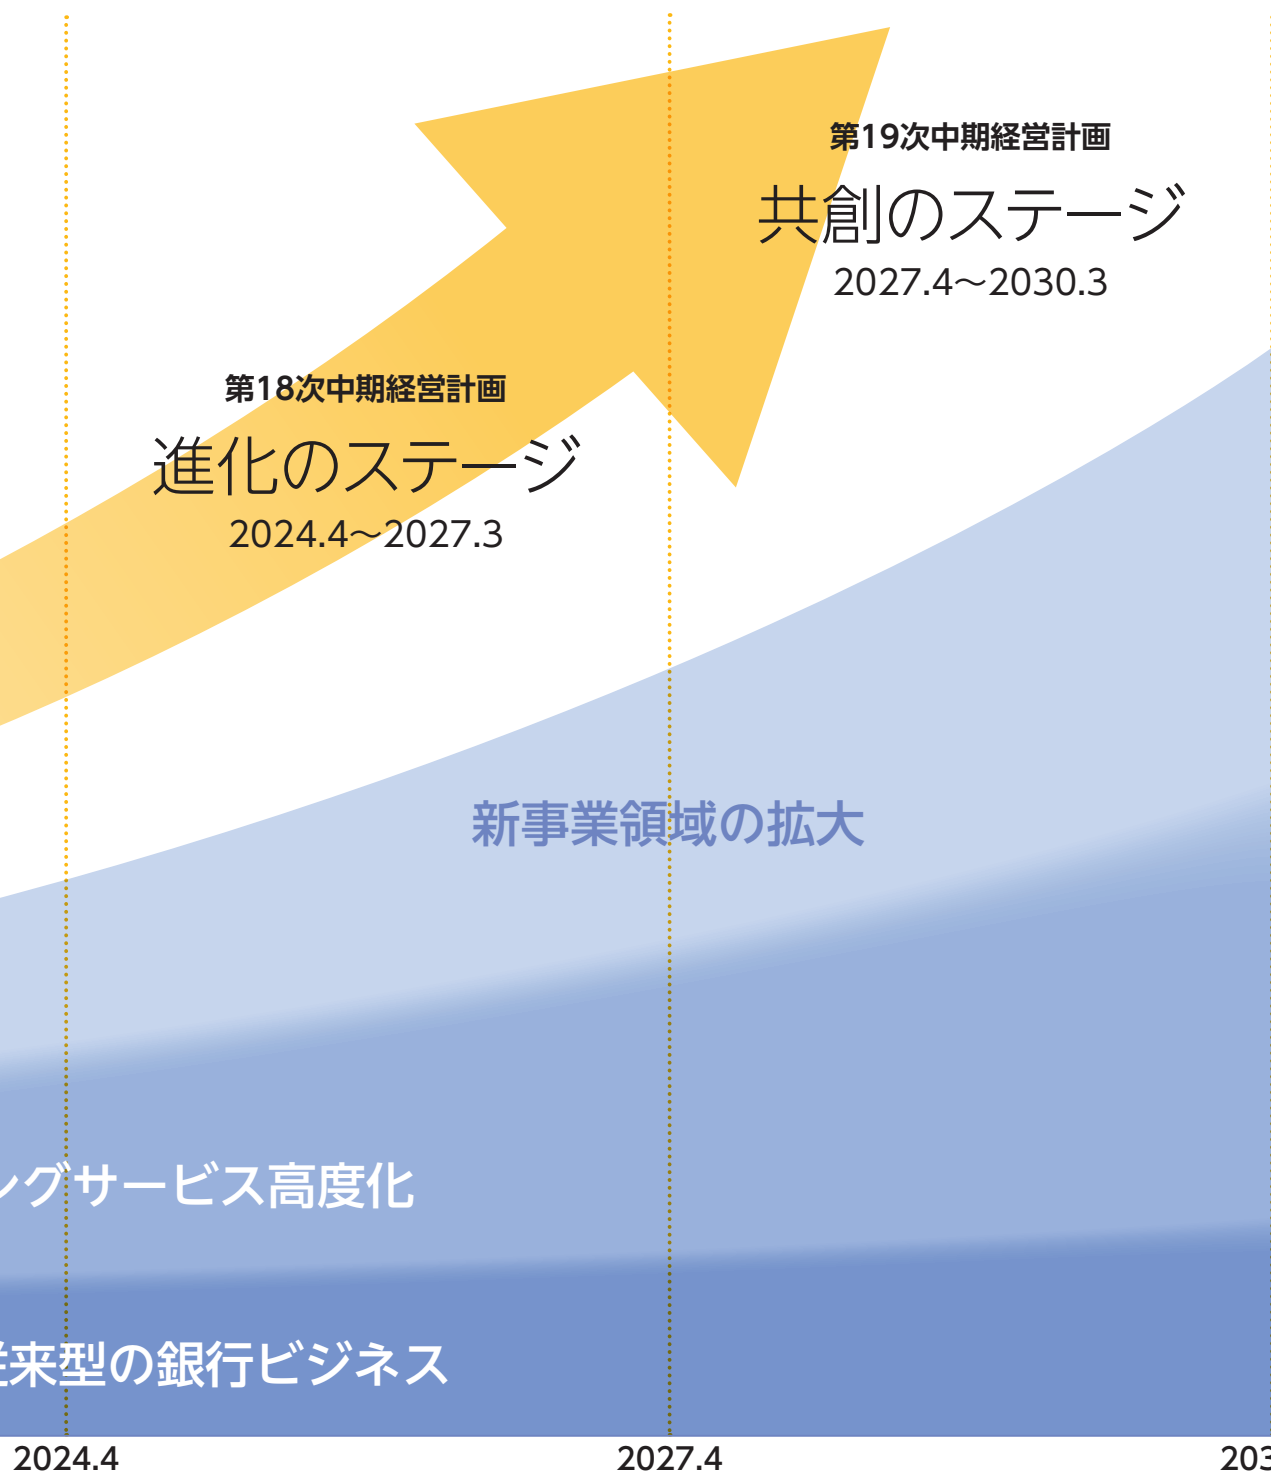 第19次中期経営計画
共創のステージ
2027.4～2030.3
第18次中期経営計画
進化のステージ
2024.4～2027.3
新事業領域の拡大
ングサービス高度化
来型の銀行ビジネス
2024.4
2027.4
203